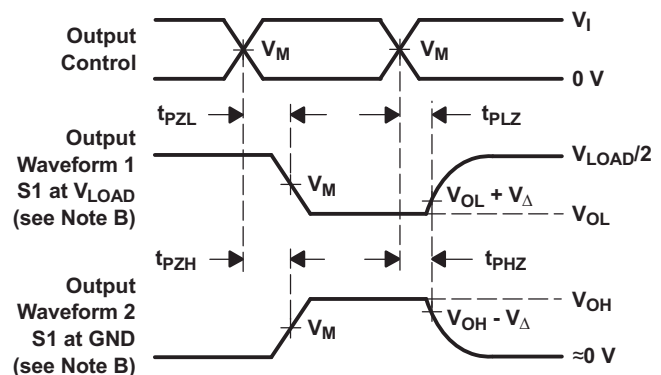 Output
Control
V_M
V_M
V_I
0 V
t_PZL
t_PLZ
Output
Waveform 1
S1 at V_LOAD
(see Note B)
V_M
V_LOAD/2
V_OL + V_Δ
V_OL
t_PZH
t_PHZ
Output
Waveform 2
S1 at GND
(see Note B)
V_M
V_OH
V_OH - V_Δ
≈0 V